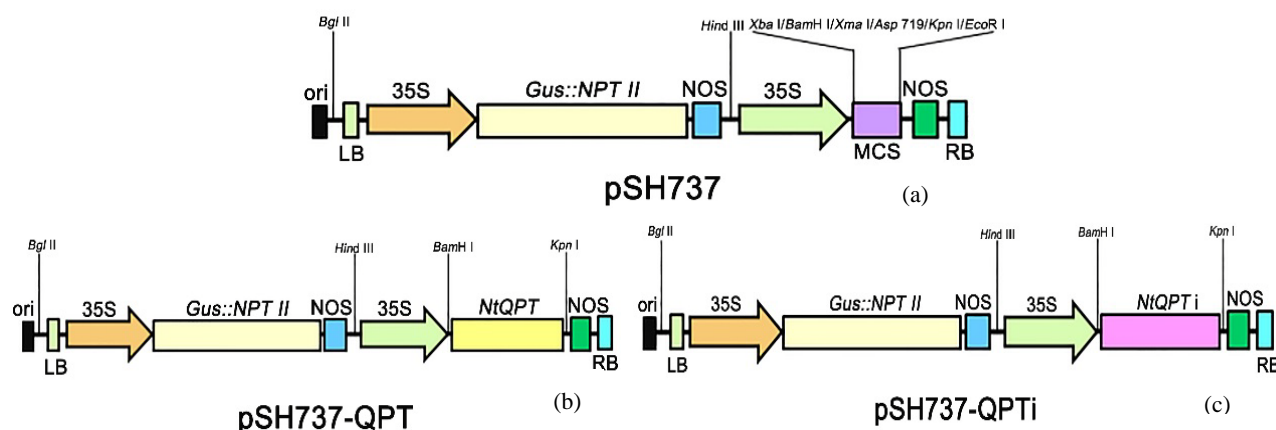 Bgl II
Hind III Xba I/BamH I/Xma I/Asp 719/Kpn I/EcoR I
ori 35S Gus::NPT II NOS 35S NOS
LB MCS RB
pSH737 (a)
Bgl II Hind III BamH I Kpn I
ori 35S Gus::NPT II NOS 35S NtQPT NOS
LB RB
pSH737-QPT (b)
Bgl II Hind III BamH I Kpn I
ori 35S Gus::NPT II NOS 35S NtQPT i NOS
LB RB
pSH737-QPTi (c)